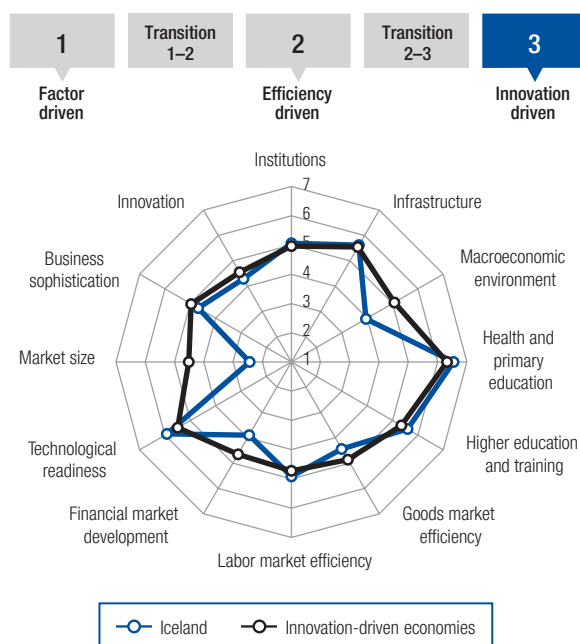 1
Transition
1–2
2
Transition
2–3
3
Factor
driven
Efficiency
driven
Innovation
driven
Institutions
Infrastructure
Macroeconomic
environment
Health and
primary
education
Higher education
and training
Goods market
efficiency
Labor market efficiency
Financial market
development
Technological
readiness
Market size
Business
sophistication
Innovation
7
6
5
4
3
2
1
Iceland
Innovation-driven economies